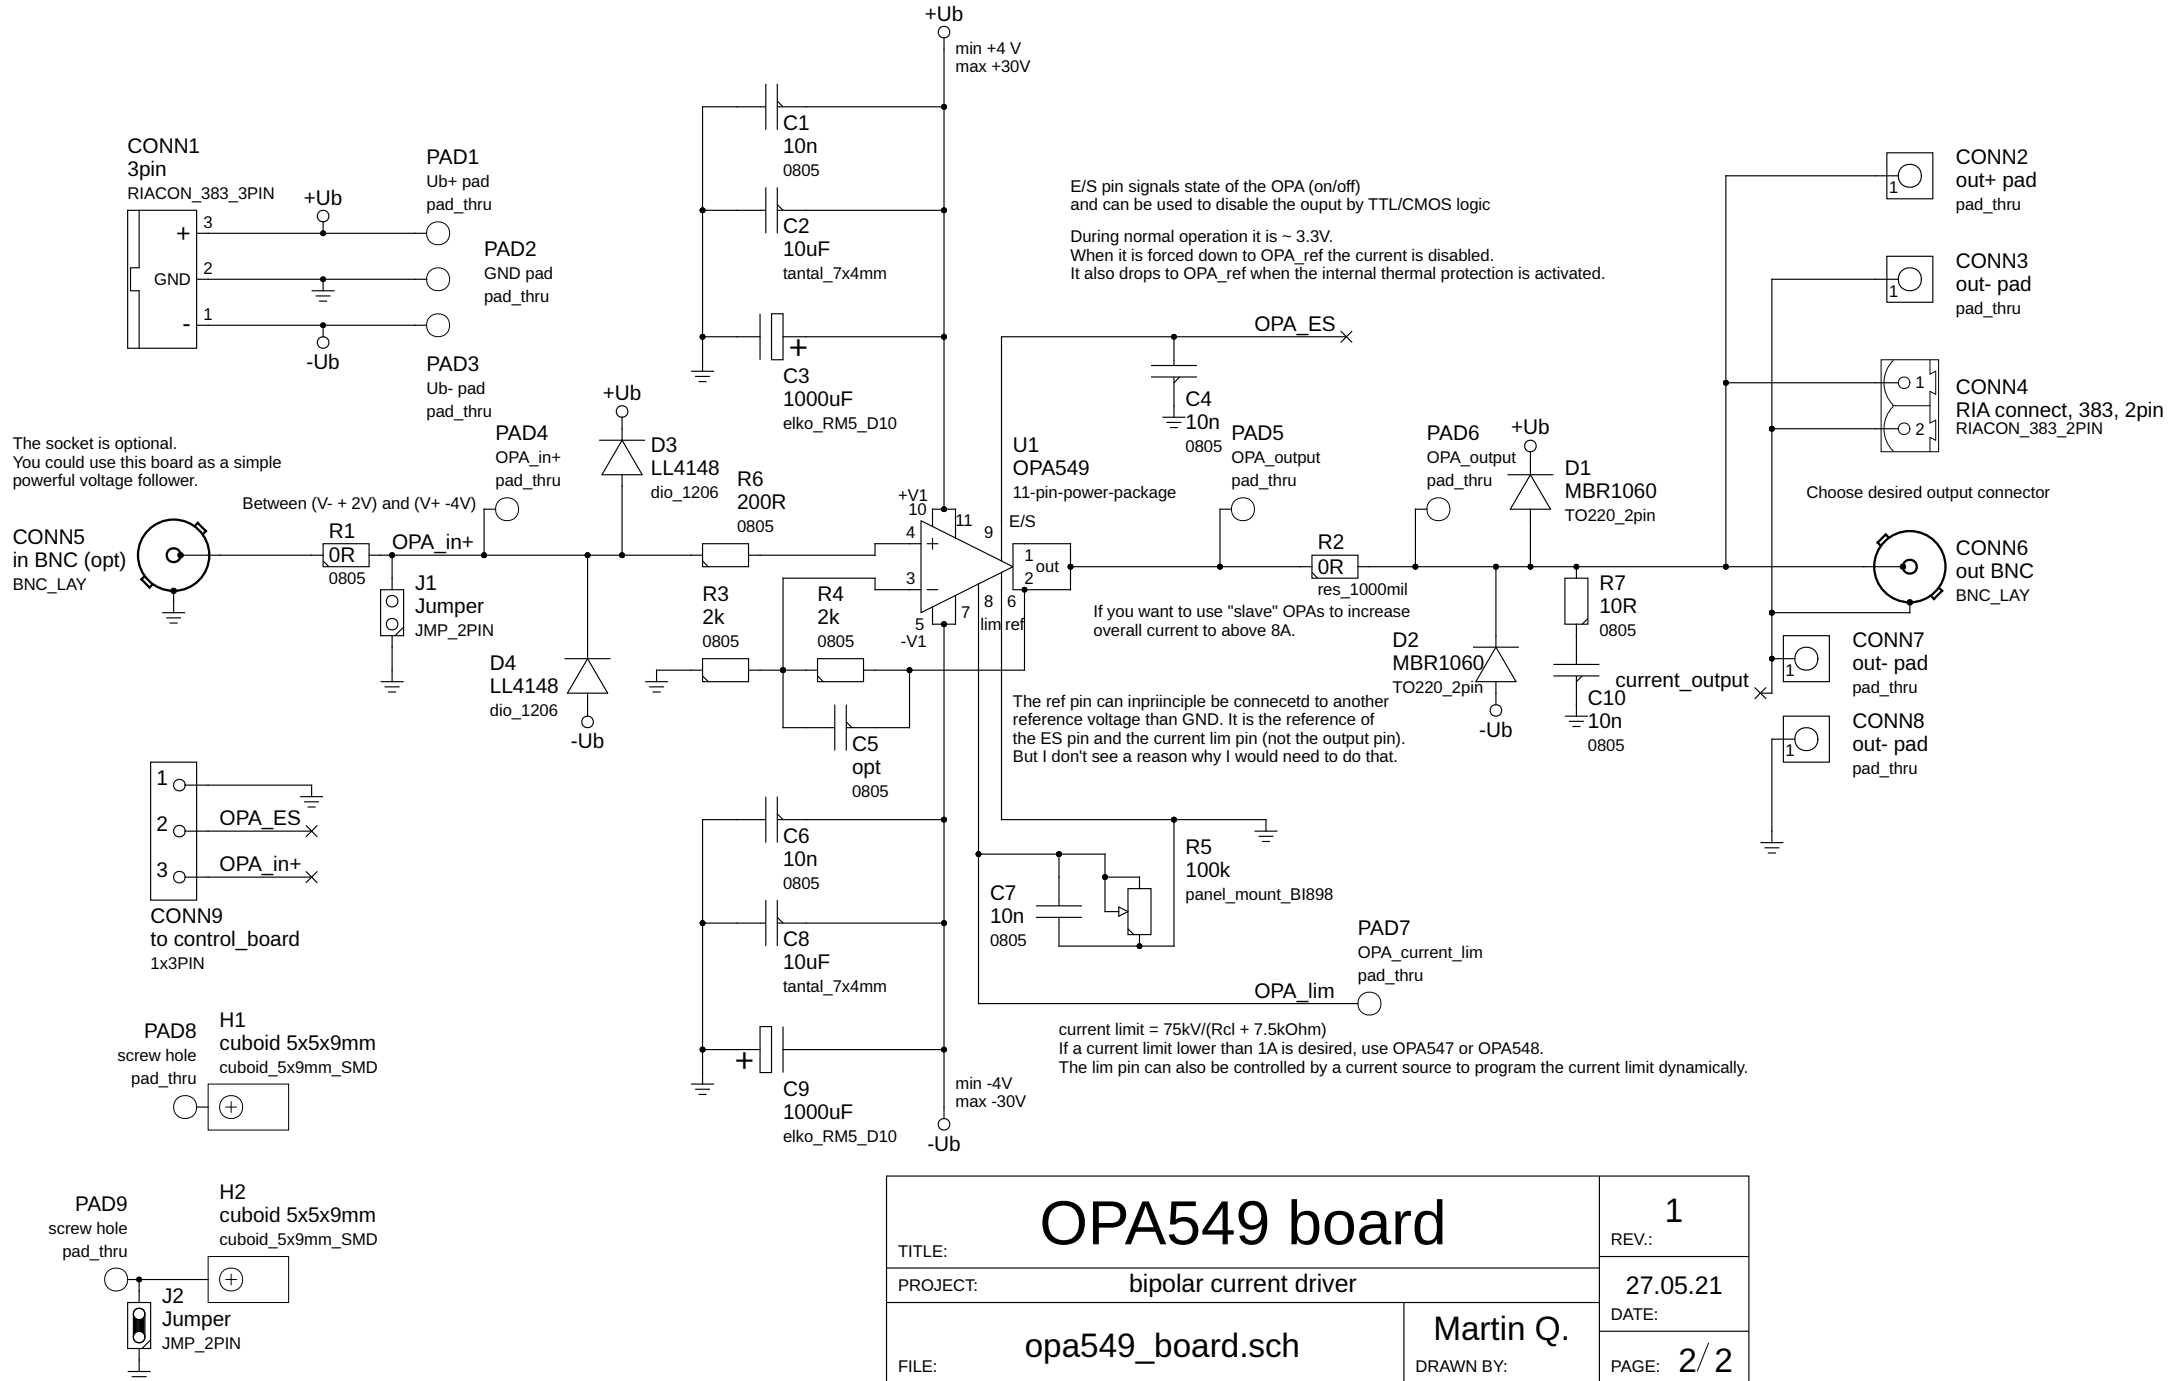 +Ub
min +4 V
max +30V
C1
10n
0805
C2
10uF
tantal_7x4mm
+
C3
1000uF
elko_RM5_D10
CONN1
3pin
RIACON_383_3PIN
+
GND
-
3
2
1
+Ub
-Ub
PAD1
Ub+ pad
pad_thru
PAD2
GND pad
pad_thru
PAD3
Ub- pad
pad_thru
E/S pin signals state of the OPA (on/off)
and can be used to disable the ouput by TTL/CMOS logic
During normal operation it is ~ 3.3V.
When it is forced down to OPA_ref the current is disabled.
It also drops to OPA_ref when the internal thermal protection is activated.
OPA_ES
C4
10n
0805
CONN2
out+ pad
pad_thru
1
CONN3
out- pad
pad_thru
1
CONN4
RIA connect, 383, 2pin
RIACON_383_2PIN
1
2
Choose desired output connector
The socket is optional.
You could use this board as a simple
powerful voltage follower.
Between (V- + 2V) and (V+ -4V)
CONN5
in BNC (opt)
BNC_LAY
R1
0R
0805
OPA_in+
J1
Jumper
JMP_2PIN
PAD4
OPA_in+
pad_thru
+Ub
D3
LL4148
dio_1206
D4
LL4148
dio_1206
-Ub
R6
200R
0805
R3
2k
0805
R4
2k
0805
C5
opt
0805
U1
OPA549
11-pin-power-package
+V1
10
11
9
E/S
4
+
3
−
1
2
out
5
-V1
7
8
6
lim
ref
PAD5
OPA_output
pad_thru
R2
0R
res_1000mil
If you want to use "slave" OPAs to increase
overall current to above 8A.
PAD6
OPA_output
pad_thru
+Ub
D1
MBR1060
TO220_2pin
D2
MBR1060
TO220_2pin
-Ub
R7
10R
0805
C10
10n
0805
current_output
CONN6
out BNC
BNC_LAY
CONN7
out- pad
pad_thru
1
CONN8
out- pad
pad_thru
1
The ref pin can inpriinciple be connecetd to another
reference voltage than GND. It is the reference of
the ES pin and the current lim pin (not the output pin).
But I don't see a reason why I would need to do that.
1
2
3
OPA_ES
OPA_in+
CONN9
to control_board
1x3PIN
C6
10n
0805
C8
10uF
tantal_7x4mm
+
C9
1000uF
elko_RM5_D10
min -4V
max -30V
-Ub
C7
10n
0805
R5
100k
panel_mount_BI898
PAD7
OPA_current_lim
pad_thru
OPA_lim
current limit = 75kV/(Rcl + 7.5kOhm)
If a current limit lower than 1A is desired, use OPA547 or OPA548.
The lim pin can also be controlled by a current source to program the current limit dynamically.
PAD8
screw hole
pad_thru
H1
cuboid 5x5x9mm
cuboid_5x9mm_SMD
+
PAD9
screw hole
pad_thru
H2
cuboid 5x5x9mm
cuboid_5x9mm_SMD
+
J2
Jumper
JMP_2PIN
TITLE:
OPA549 board
REV.:
1
PROJECT:
bipolar current driver
27.05.21
DATE:
FILE:
opa549_board.sch
Martin Q.
DRAWN BY:
PAGE:
2/ 2